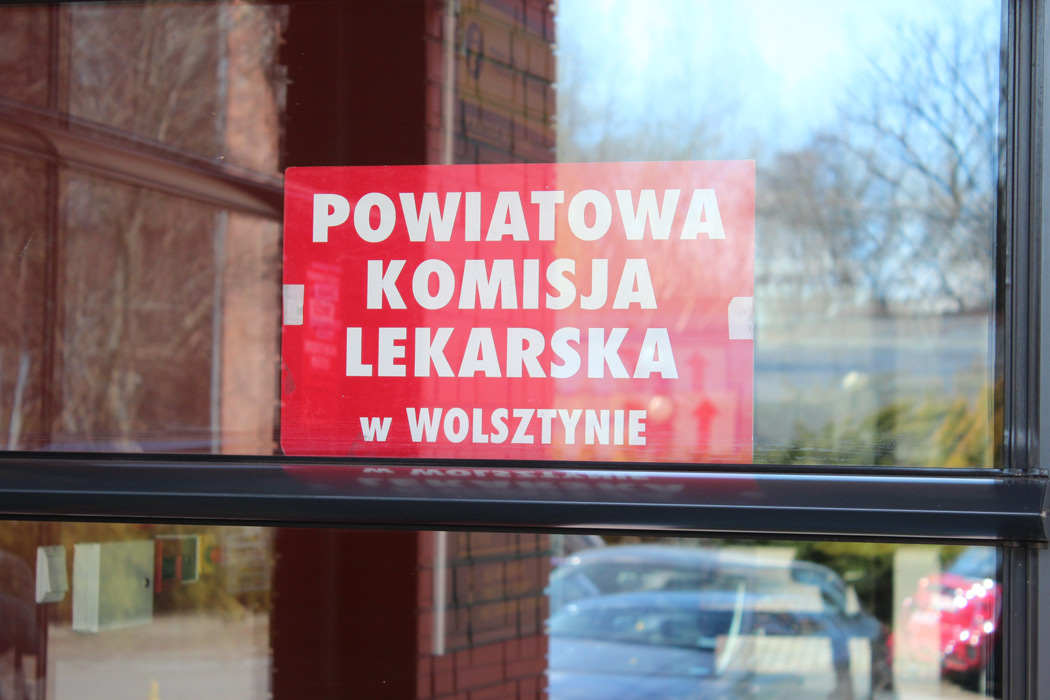 POWIATOWA
KOMISJA
LEKARSKA
w WOLSZTYNIE